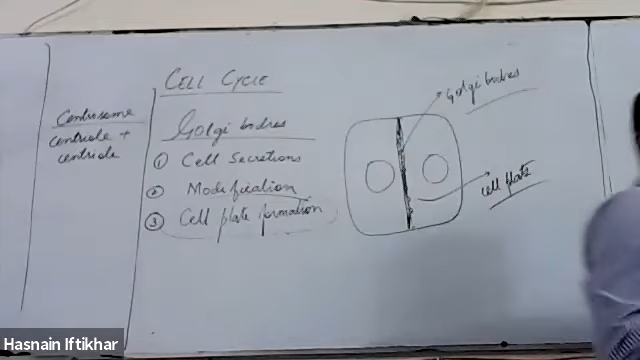 CELL CYCLE
Centrosome
centriole +
centriole
Golgi bodies
① Cell Secretions
② Modification
③ Cell plate formation
Golgi bodies
cell plate
Hasnain Iftikhar